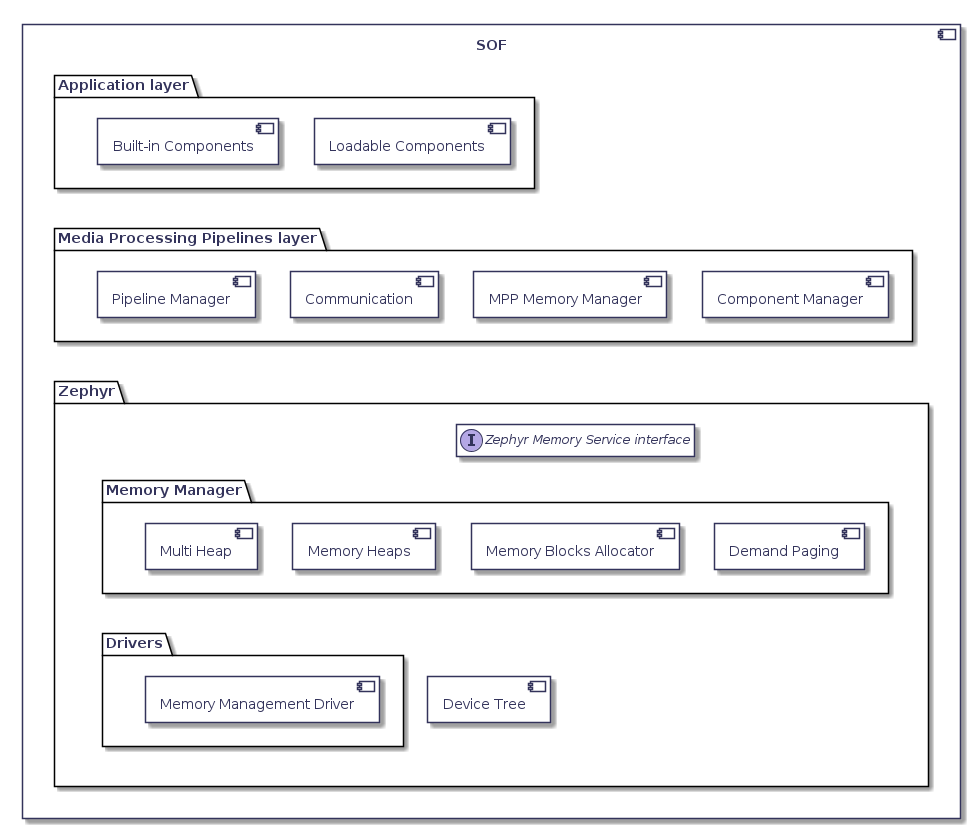 SOF
Application layer
Built-in Components
Loadable Components
Media Processing Pipelines layer
Pipeline Manager
Communication
MPP Memory Manager
Component Manager
Zephyr
I
Zephyr Memory Service interface
Memory Manager
Multi Heap
Memory Heaps
Memory Blocks Allocator
Demand Paging
Drivers
Memory Management Driver
Device Tree